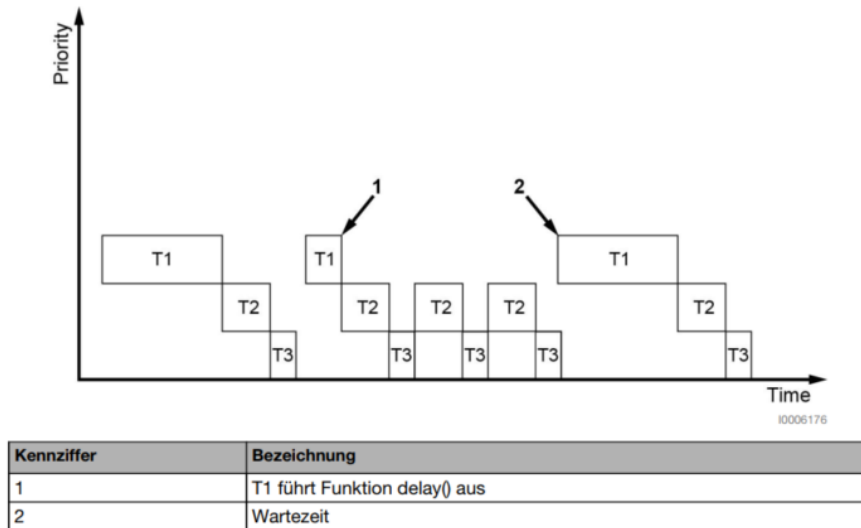 Priority
1
2
T1 T1 T1
T2 T2 T2 T2 T2
T3 T3 T3 T3 T3
Time
I0006176
Kennziffer Bezeichnung
1 T1 führt Funktion delay() aus
2 Wartezeit